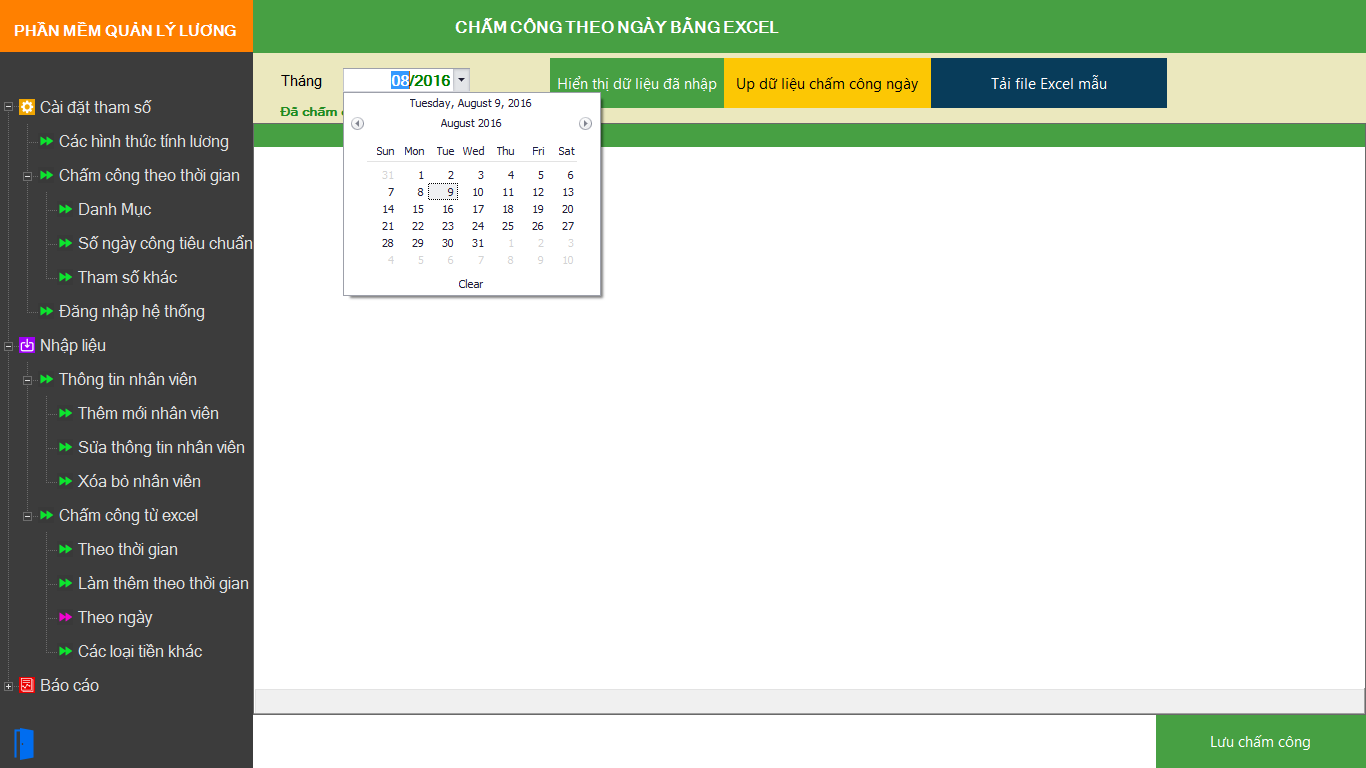 PHẦN MỀM QUẢN LÝ LƯƠNG
Cài đặt tham số
Các hình thức tính lương
Chấm công theo thời gian
Danh Mục
Số ngày công tiêu chuẩn
Tham số khác
Đăng nhập hệ thống
Nhập liệu
Thông tin nhân viên
Thêm mới nhân viên
Sửa thông tin nhân viên
Xóa bỏ nhân viên
Chấm công từ excel
Theo thời gian
Làm thêm theo thời gian
Theo ngày
Các loại tiền khác
Báo cáo
CHẤM CÔNG THEO NGÀY BẰNG EXCEL
Tháng 08/2016
Hiển thị dữ liệu đã nhập
Up dữ liệu chấm công ngày
Tải file Excel mẫu
Đã chấm
Tuesday, August 9, 2016
August 2016
Sun Mon Tue Wed Thu Fri Sat
31 1 2 3 4 5 6
7 8 9 10 11 12 13
14 15 16 17 18 19 20
21 22 23 24 25 26 27
28 29 30 31 1 2 3
4 5 6 7 8 9 10
Clear
Lưu chấm công